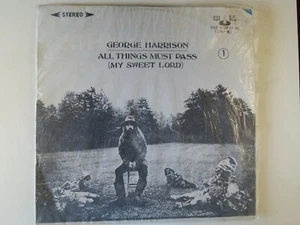 STEREO
GEORGE HARRISON
ALL THINGS MUST PASS
(MY SWEET LORD)
1